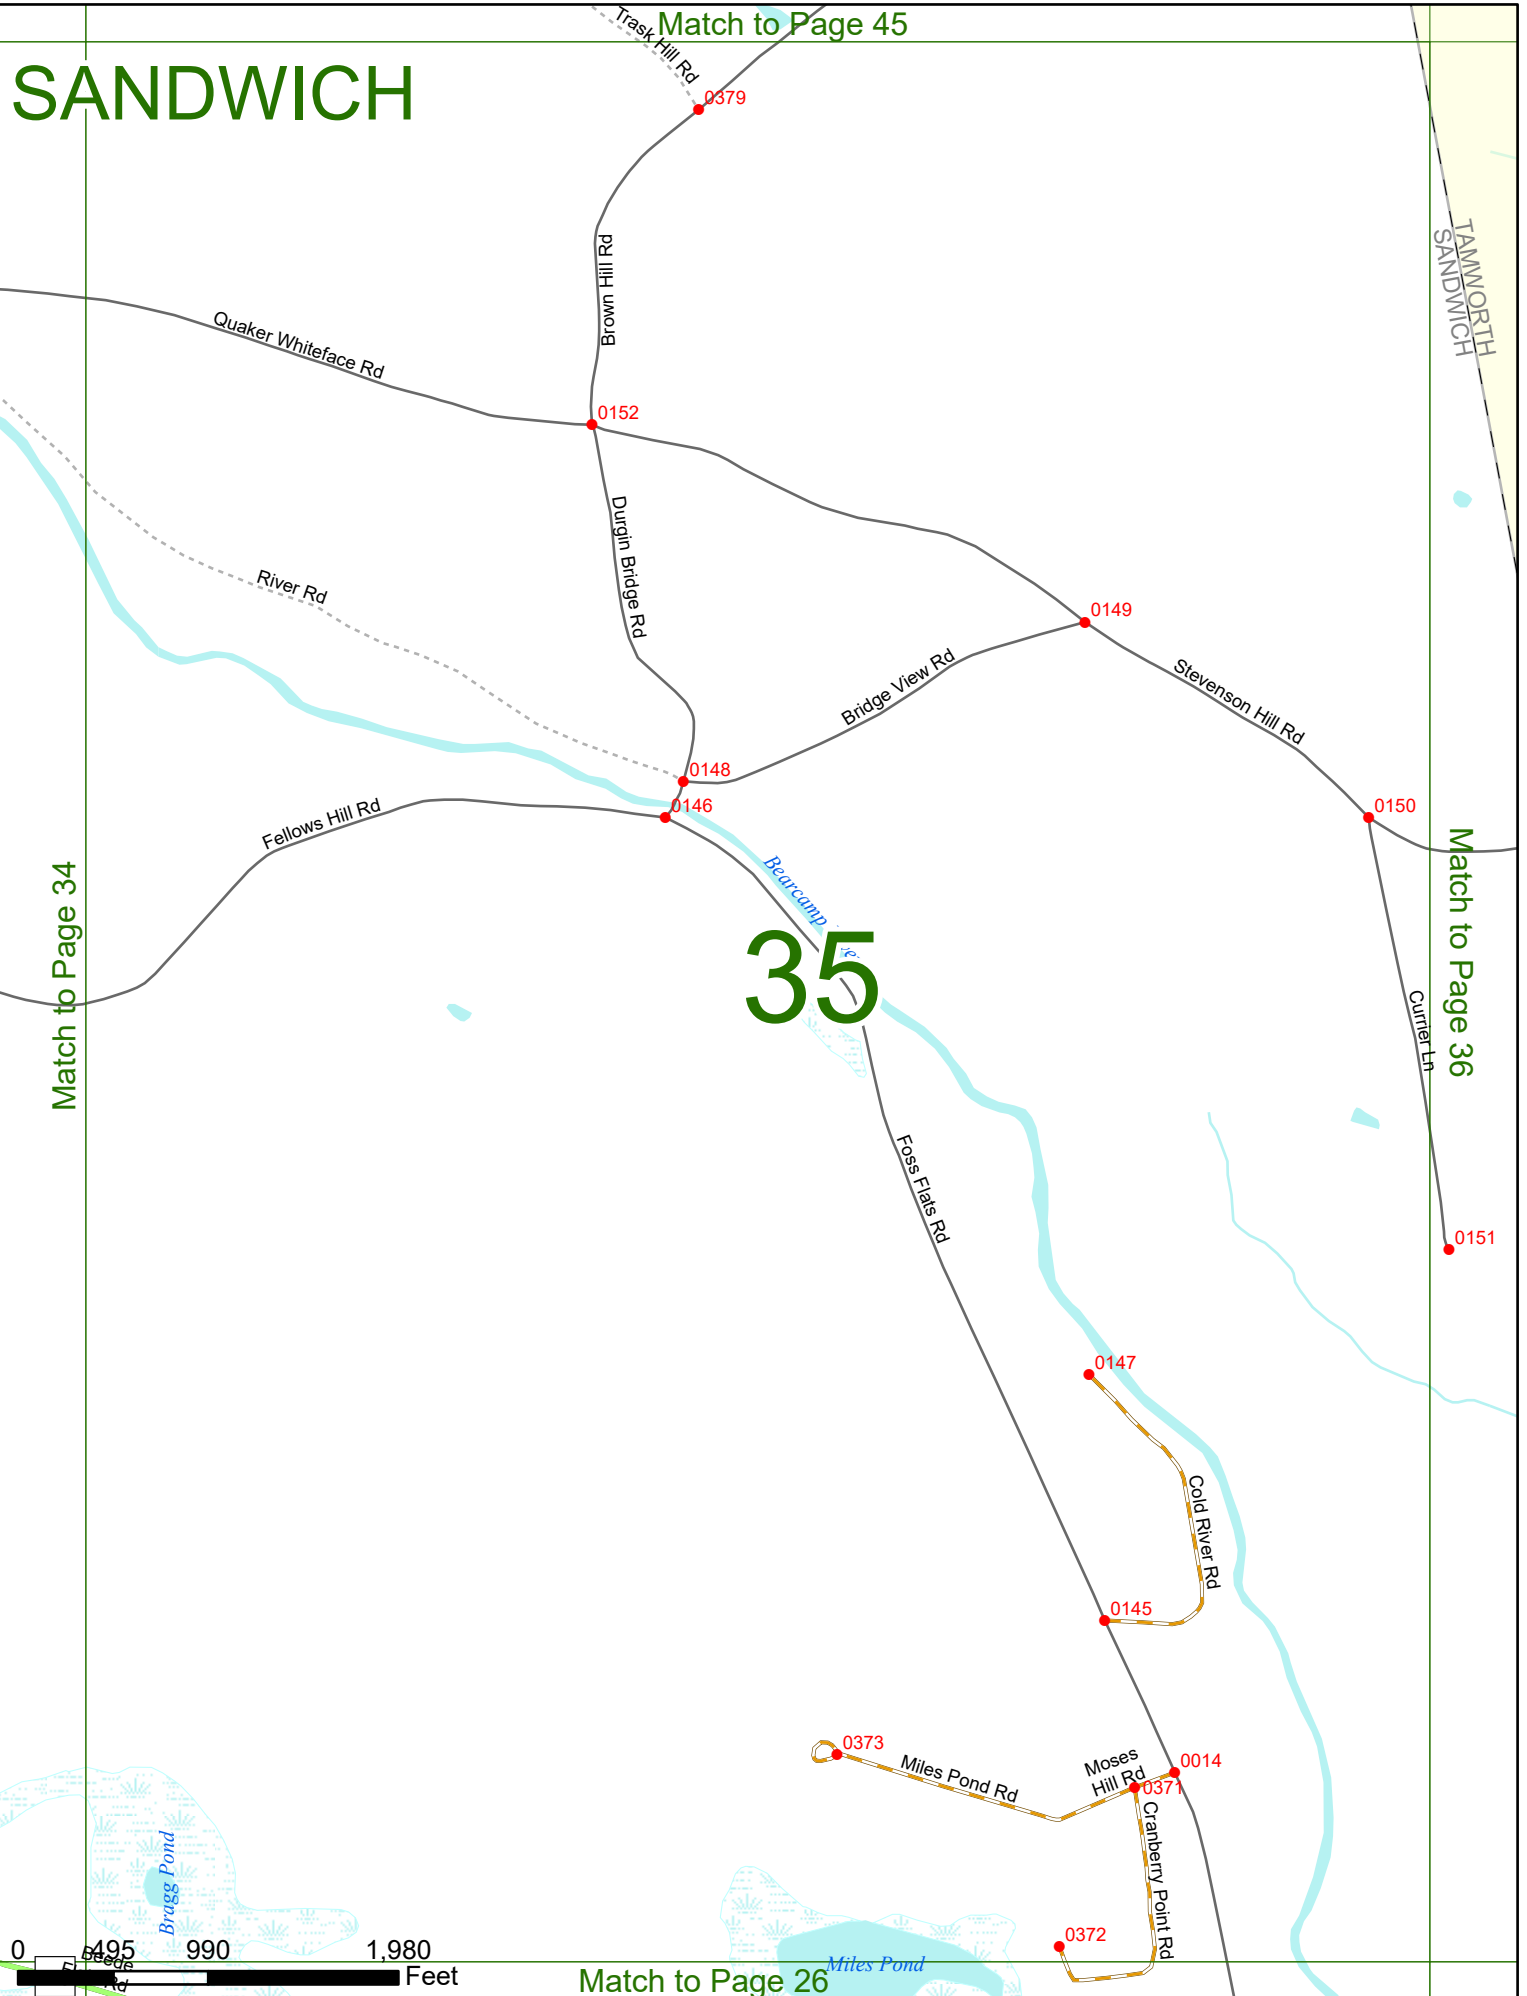 Match to Page 45
Trask Hill Rd
SANDWICH
0379
TAMWORTH
SANDWICH
Brown Hill Rd
Quaker Whiteface Rd
0152
Durgin Bridge Rd
River Rd
0149
Bridge View Rd
Stevenson Hill Rd
0148
0146
0150
Fellows Hill Rd
Match to Page 34
Match to Page 36
Bearcamp
35
Currier Ln
Foss Flats Rd
0151
0147
Cold River Rd
0145
0373
Miles Pond Rd
Moses
Hill Rd
0014
0371
Cranberry Point Rd
Bragg Pond
0372
0 495 990 1,980
Feet
Beede
Rd
Miles Pond
Match to Page 26